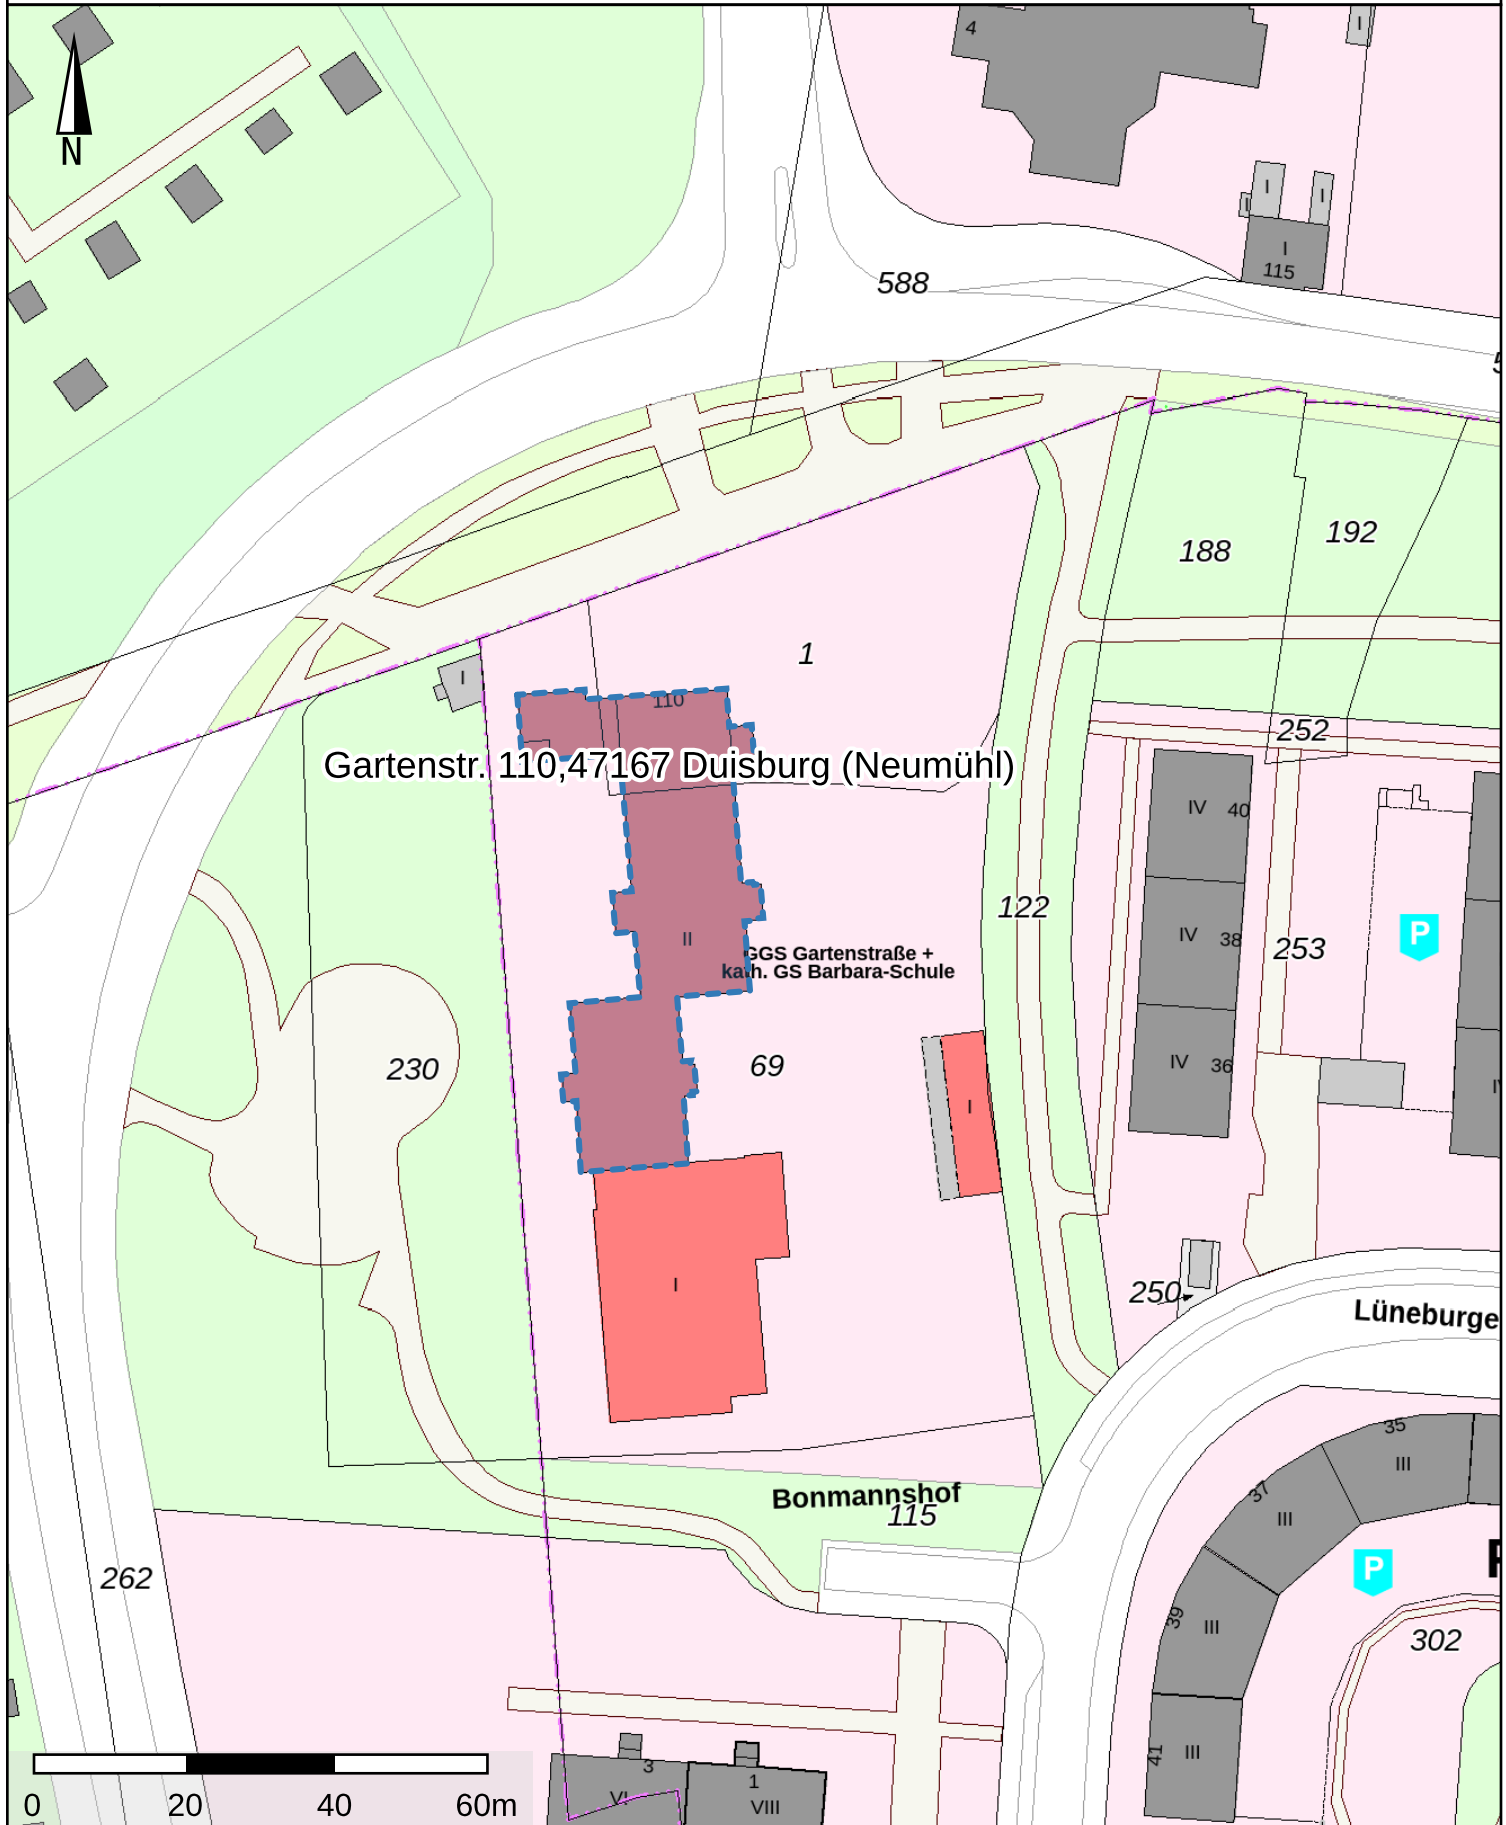 4
I
N
I
I
I
I
115
588
188
192
1
I
110
252
Gartenstr. 110,47167 Duisburg (Neumühl)
IV 40
122
IV 38
253
P
II
GGS Gartenstraße +
kath. GS Barbara-Schule
230
69
IV 36
I
I
250
Lüneburge
35
III
37
III
Bonmannshof
115
P
262
39
III
302
41
III
3
VI
1
VIII
0 20 40 60m